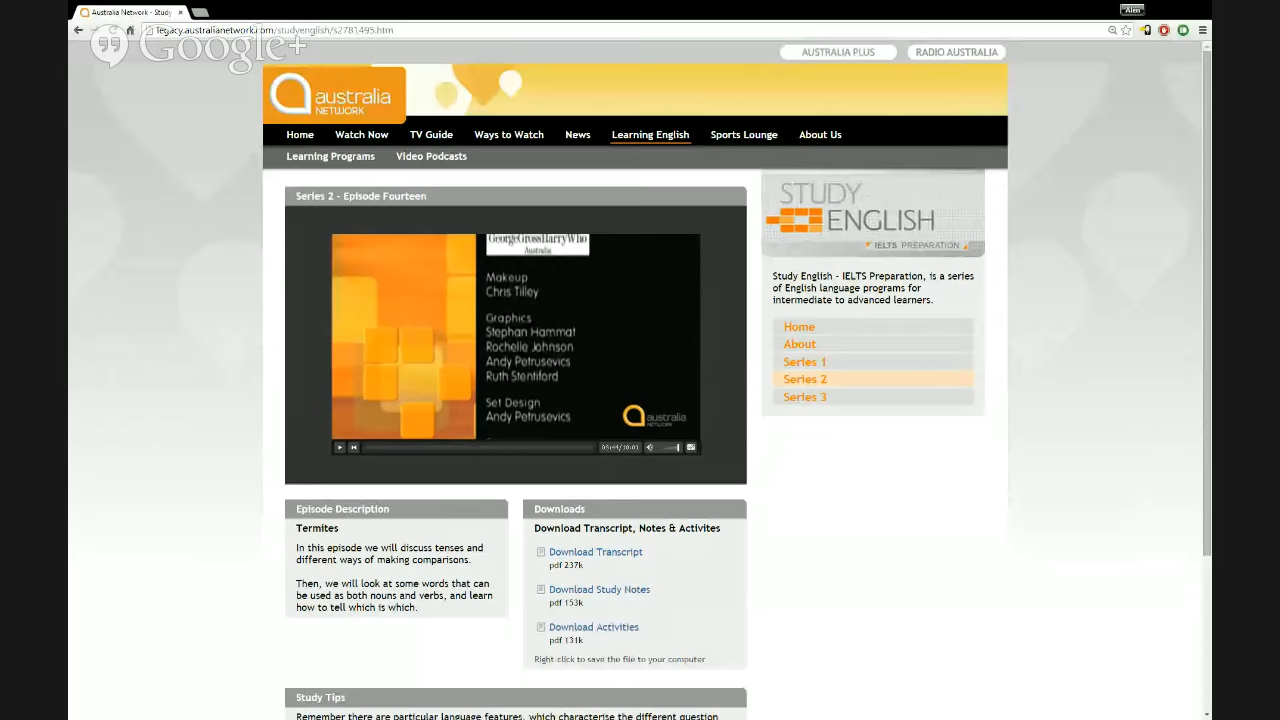 Australia Network - Study
Alen
legacy.australianetwork.com/studyenglish/s2781495.htm
Google+
AUSTRALIA PLUS
RADIO AUSTRALIA
australia
NETWORK
Home Watch Now TV Guide Ways to Watch News Learning English Sports Lounge About Us
Learning Programs Video Podcasts
Series 2 - Episode Fourteen
GeorgeGrossHarryWho
Australia
Makeup
Chris Tilley
Graphics
Stephan Hammat
Rochelle Johnson
Andy Petrusevics
Ruth Stentiford
Set Design
Andy Petrusevics
australia
STUDY
ENGLISH
IELTS PREPARATION
Study English - IELTS Preparation, is a series
of English language programs for
intermediate to advanced learners.
Home
About
Series 1
Series 2
Series 3
Episode Description
Termites
In this episode we will discuss tenses and
different ways of making comparisons.
Then, we will look at some words that can
be used as both nouns and verbs, and learn
how to tell which is which.
Downloads
Download Transcript, Notes & Activites
Download Transcript
pdf 237k
Download Study Notes
pdf 153k
Download Activities
pdf 131k
Right click to save the file to your computer
Study Tips
Remember there are particular language features, which characterise the different question